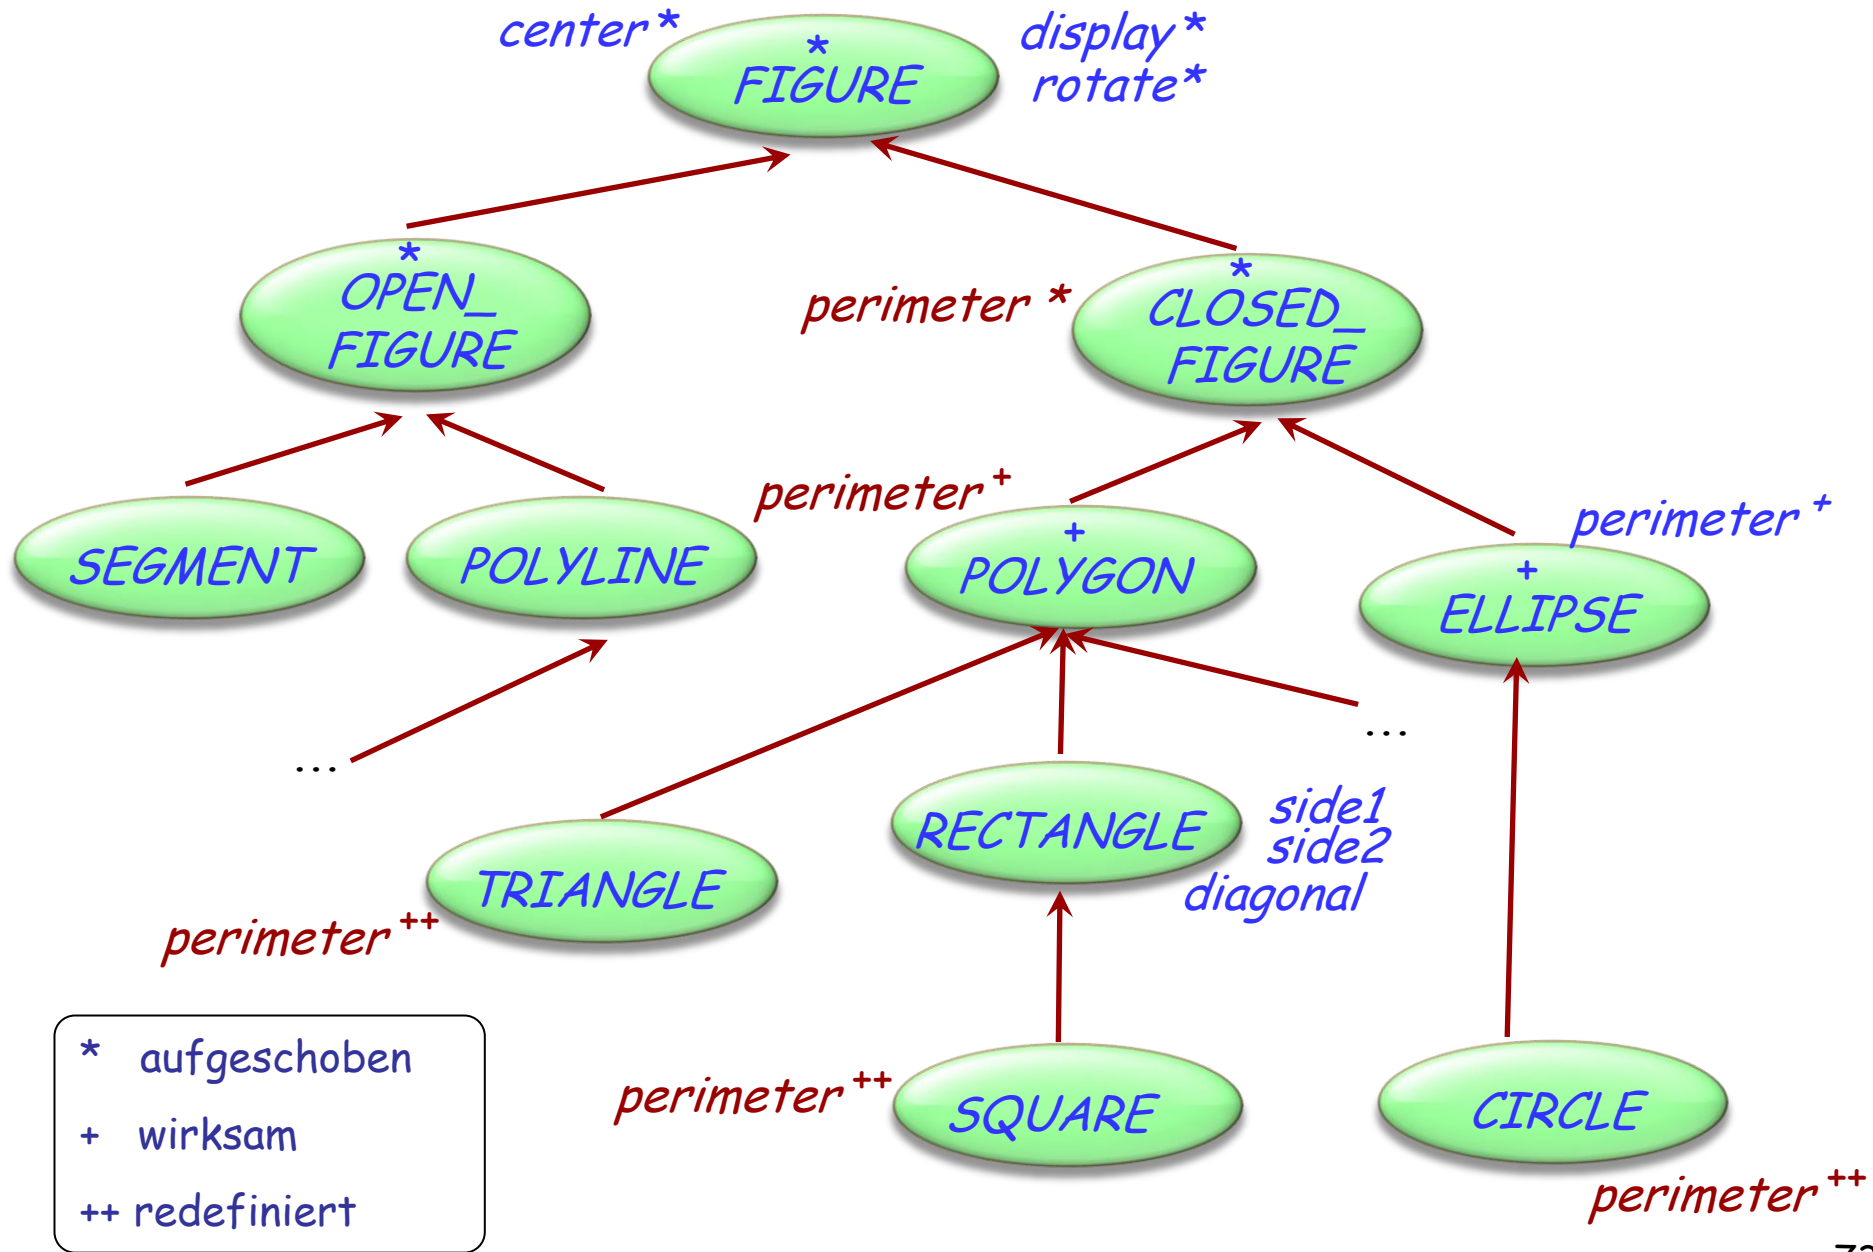 center *
*
FIGURE
display *
rotate *
*
OPEN_
FIGURE
perimeter *
*
CLOSED_
FIGURE
SEGMENT
POLYLINE
perimeter +
+
POLYGON
perimeter +
+
ELLIPSE
...
...
TRIANGLE
perimeter ++
RECTANGLE
side1
side2
diagonal
perimeter ++
SQUARE
CIRCLE
perimeter ++
* aufgeschoben
+ wirksam
++ redefiniert